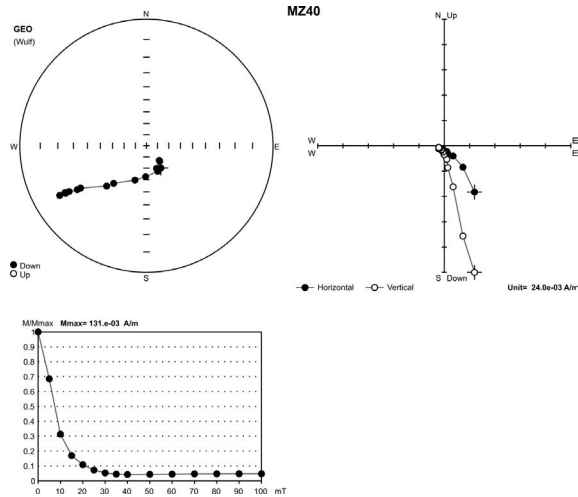 MZ40
GEO
(Wulf)
N
W
E
S
Down
Up
N Up
W
W
E
E
S Down
Horizontal
Vertical
Unit= 24.0e-03 A/m
M/Mmax
Mmax= 131.e-03 A/m
1
0.9
0.8
0.7
0.6
0.5
0.4
0.3
0.2
0.1
0
0 10 20 30 40 50 60 70 80 90 100 mT